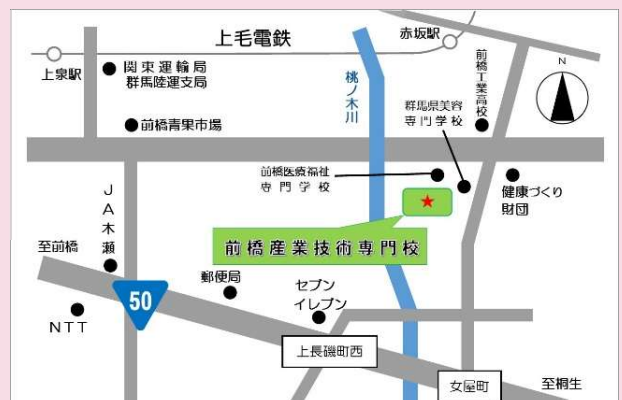 上毛電鉄
赤坂駅
上泉駅
関東運輸局
群馬陸運支局
前橋青果市場
桃ノ木川
前橋工業高校
N
群馬県美容
専門学校
前橋医療福祉
専門学校
健康づくり
財団
JA木瀬
至前橋
前橋産業技術専門校
50
郵便局
セブン
イレブン
NTT
上長磯町西
女屋町
至桐生